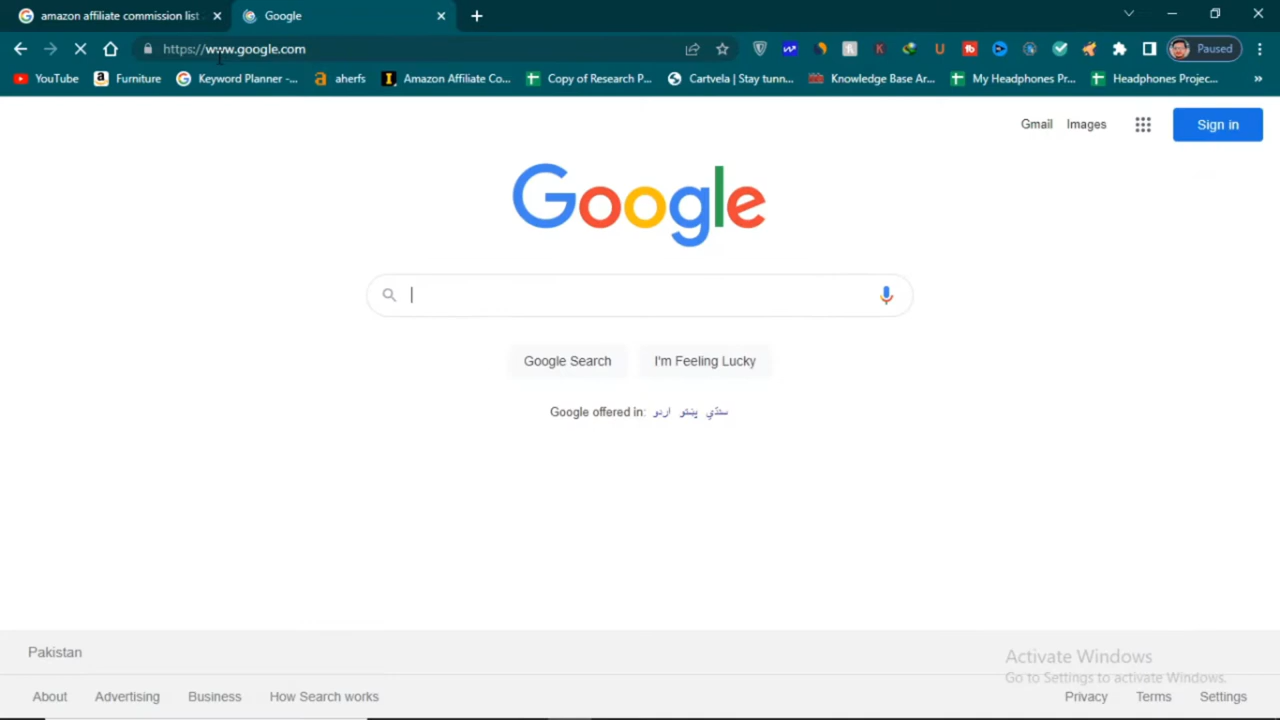 amazon affiliate commission list
Google
https://www.google.com
Paused
YouTube
Furniture
Keyword Planner -...
aherfs
Amazon Affiliate Co...
Copy of Research P...
Cartvela | Stay tunn...
Knowledge Base Ar...
My Headphones Pr...
Headphones Projec...
Gmail
Images
Sign in
Google
Google Search
I'm Feeling Lucky
Google offered in: اردو پښتو سنڌي
Pakistan
Activate Windows
Go to Settings to activate Windows.
About
Advertising
Business
How Search works
Privacy
Terms
Settings